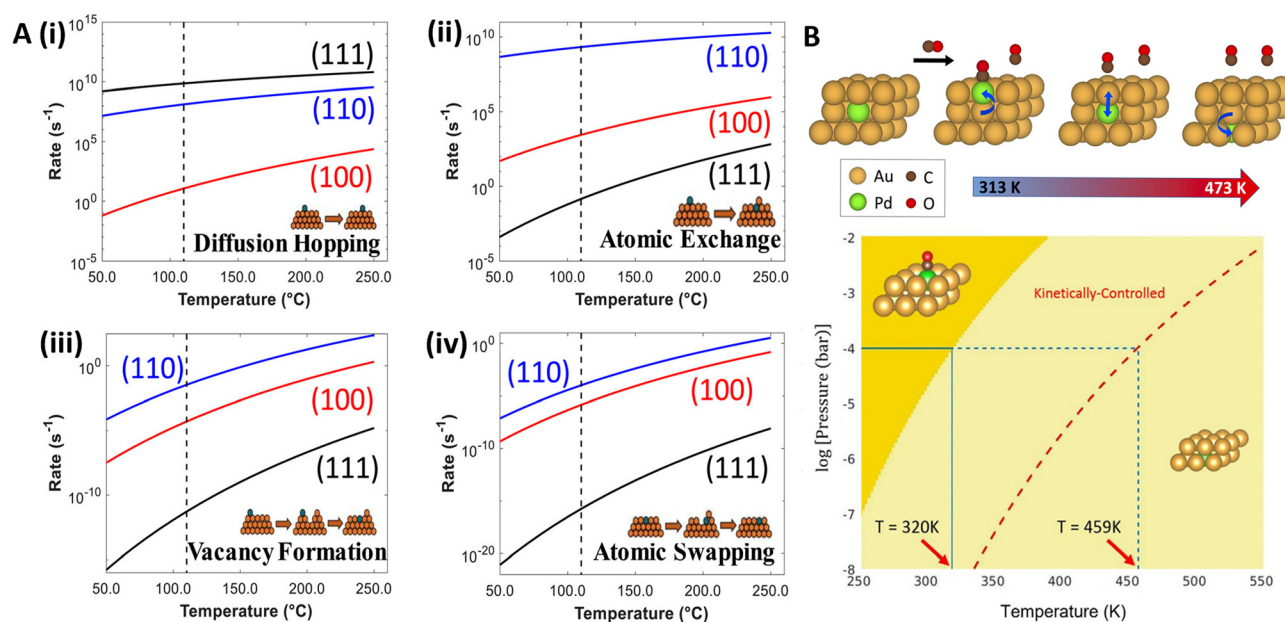 A (i)
10^15
10^10
10^5
10^0
10^-5
Rate (s^-1)
(111)
(110)
(100)
Diffusion Hopping
50.0 100.0 150.0 200.0 250.0
Temperature (°C)
(ii)
10^10
10^5
10^0
10^-5
Rate (s^-1)
(110)
(100)
(111)
Atomic Exchange
50.0 100.0 150.0 200.0 250.0
Temperature (°C)
(iii)
10^0
10^-10
Rate (s^-1)
(110)
(100)
(111)
Vacancy Formation
50.0 100.0 150.0 200.0 250.0
Temperature (°C)
(iv)
10^0
10^-10
10^-20
Rate (s^-1)
(110)
(100)
(111)
Atomic Swapping
50.0 100.0 150.0 200.0 250.0
Temperature (°C)
B
Au C
Pd O
313 K 473 K
-2
-3
-4
-5
-6
-7
-8
log [Pressure (bar)]
Kinetically-Controlled
T = 320K T = 459K
250 300 350 400 450 500 550
Temperature (K)